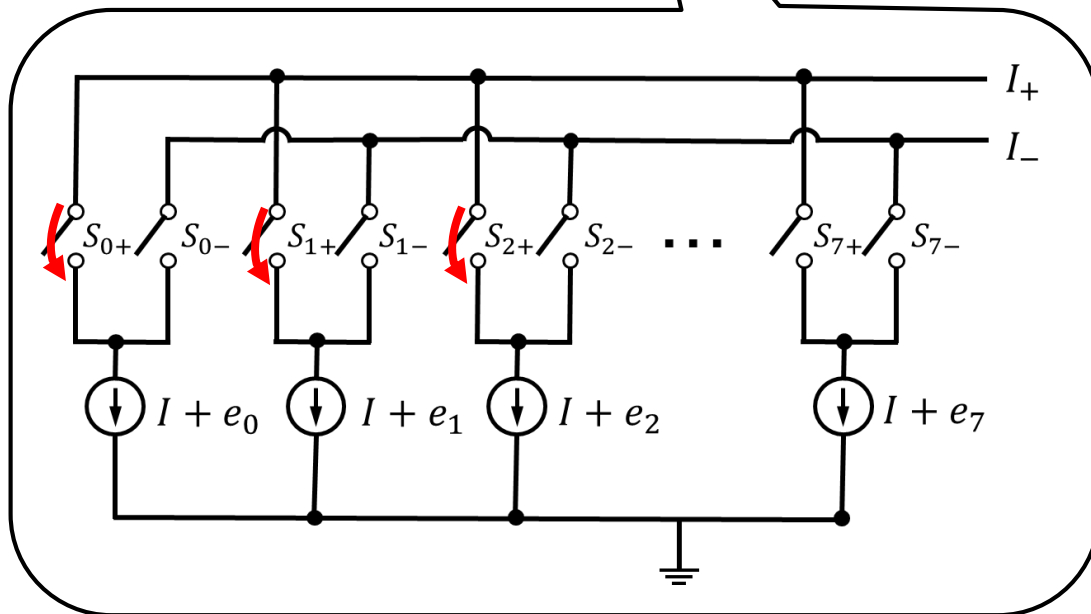 I₊
I₋
S₀₊ S₀₋ S₁₊ S₁₋ S₂₊ S₂₋ ... S₇₊ S₇₋
I + e₀ I + e₁ I + e₂ I + e₇